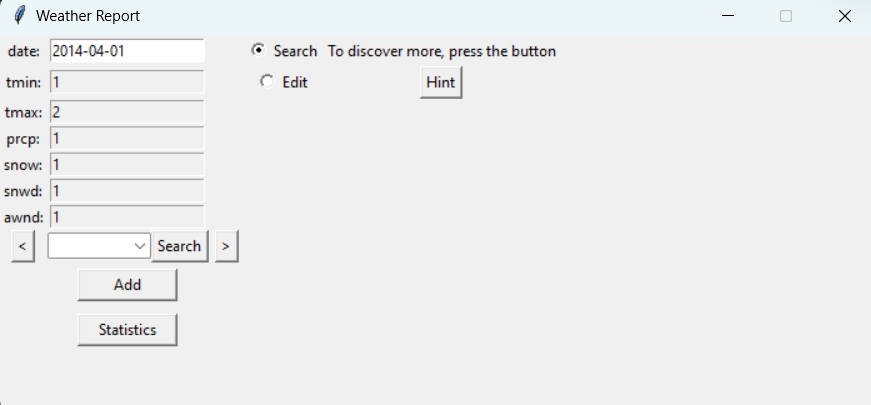 Weather Report
date: 2014-04-01
Search To discover more, press the button
tmin: 1
Edit
Hint
tmax: 2
prcp: 1
snow: 1
snwd: 1
awnd: 1
< Search >
Add
Statistics